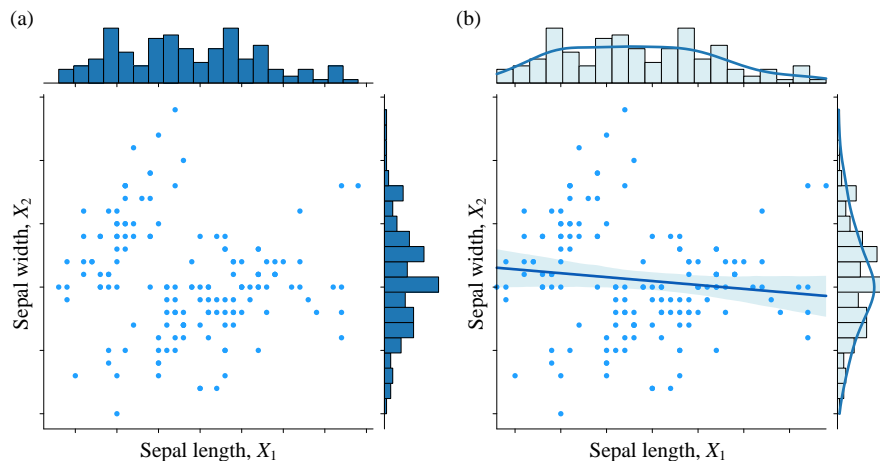 (a)
(b)
Sepal width, X2
Sepal length, X1
Sepal width, X2
Sepal length, X1